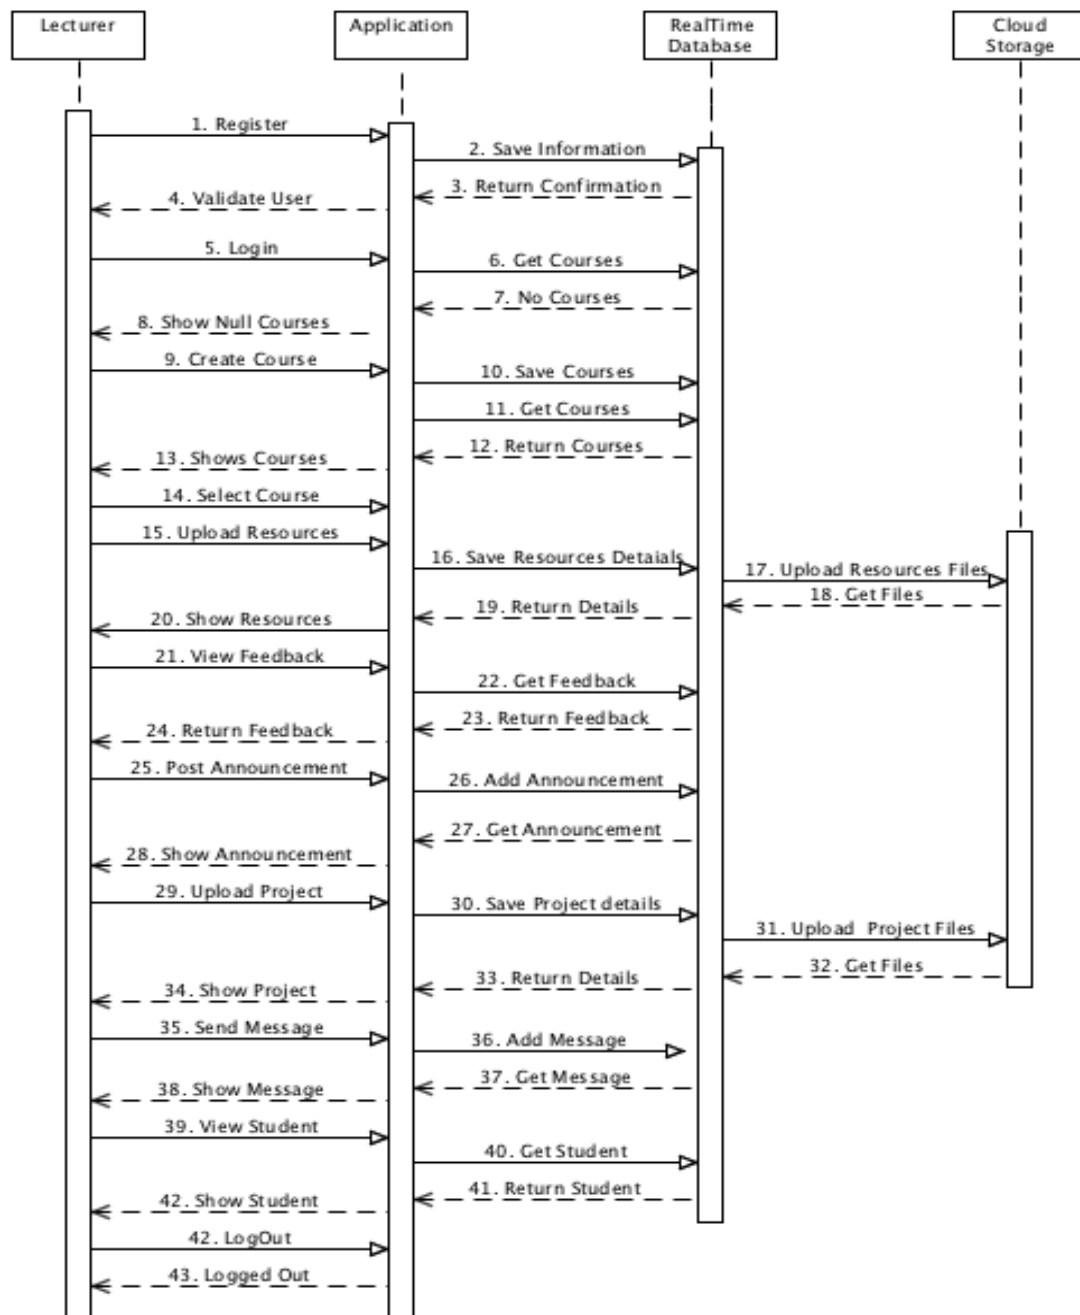 Lecturer
Application
RealTime
Database
Cloud
Storage
1. Register
2. Save Information
3. Return Confirmation
4. Validate User
5. Login
6. Get Courses
7. No Courses
8. Show Null Courses
9. Create Course
10. Save Courses
11. Get Courses
12. Return Courses
13. Shows Courses
14. Select Course
15. Upload Resources
16. Save Resources Detaials
17. Upload Resources Files
18. Get Files
19. Return Details
20. Show Resources
21. View Feedback
22. Get Feedback
23. Return Feedback
24. Return Feedback
25. Post Announcement
26. Add Announcement
27. Get Announcement
28. Show Announcement
29. Upload Project
30. Save Project details
31. Upload Project Files
32. Get Files
33. Return Details
34. Show Project
35. Send Message
36. Add Message
37. Get Message
38. Show Message
39. View Student
40. Get Student
41. Return Student
42. Show Student
42. LogOut
43. Logged Out